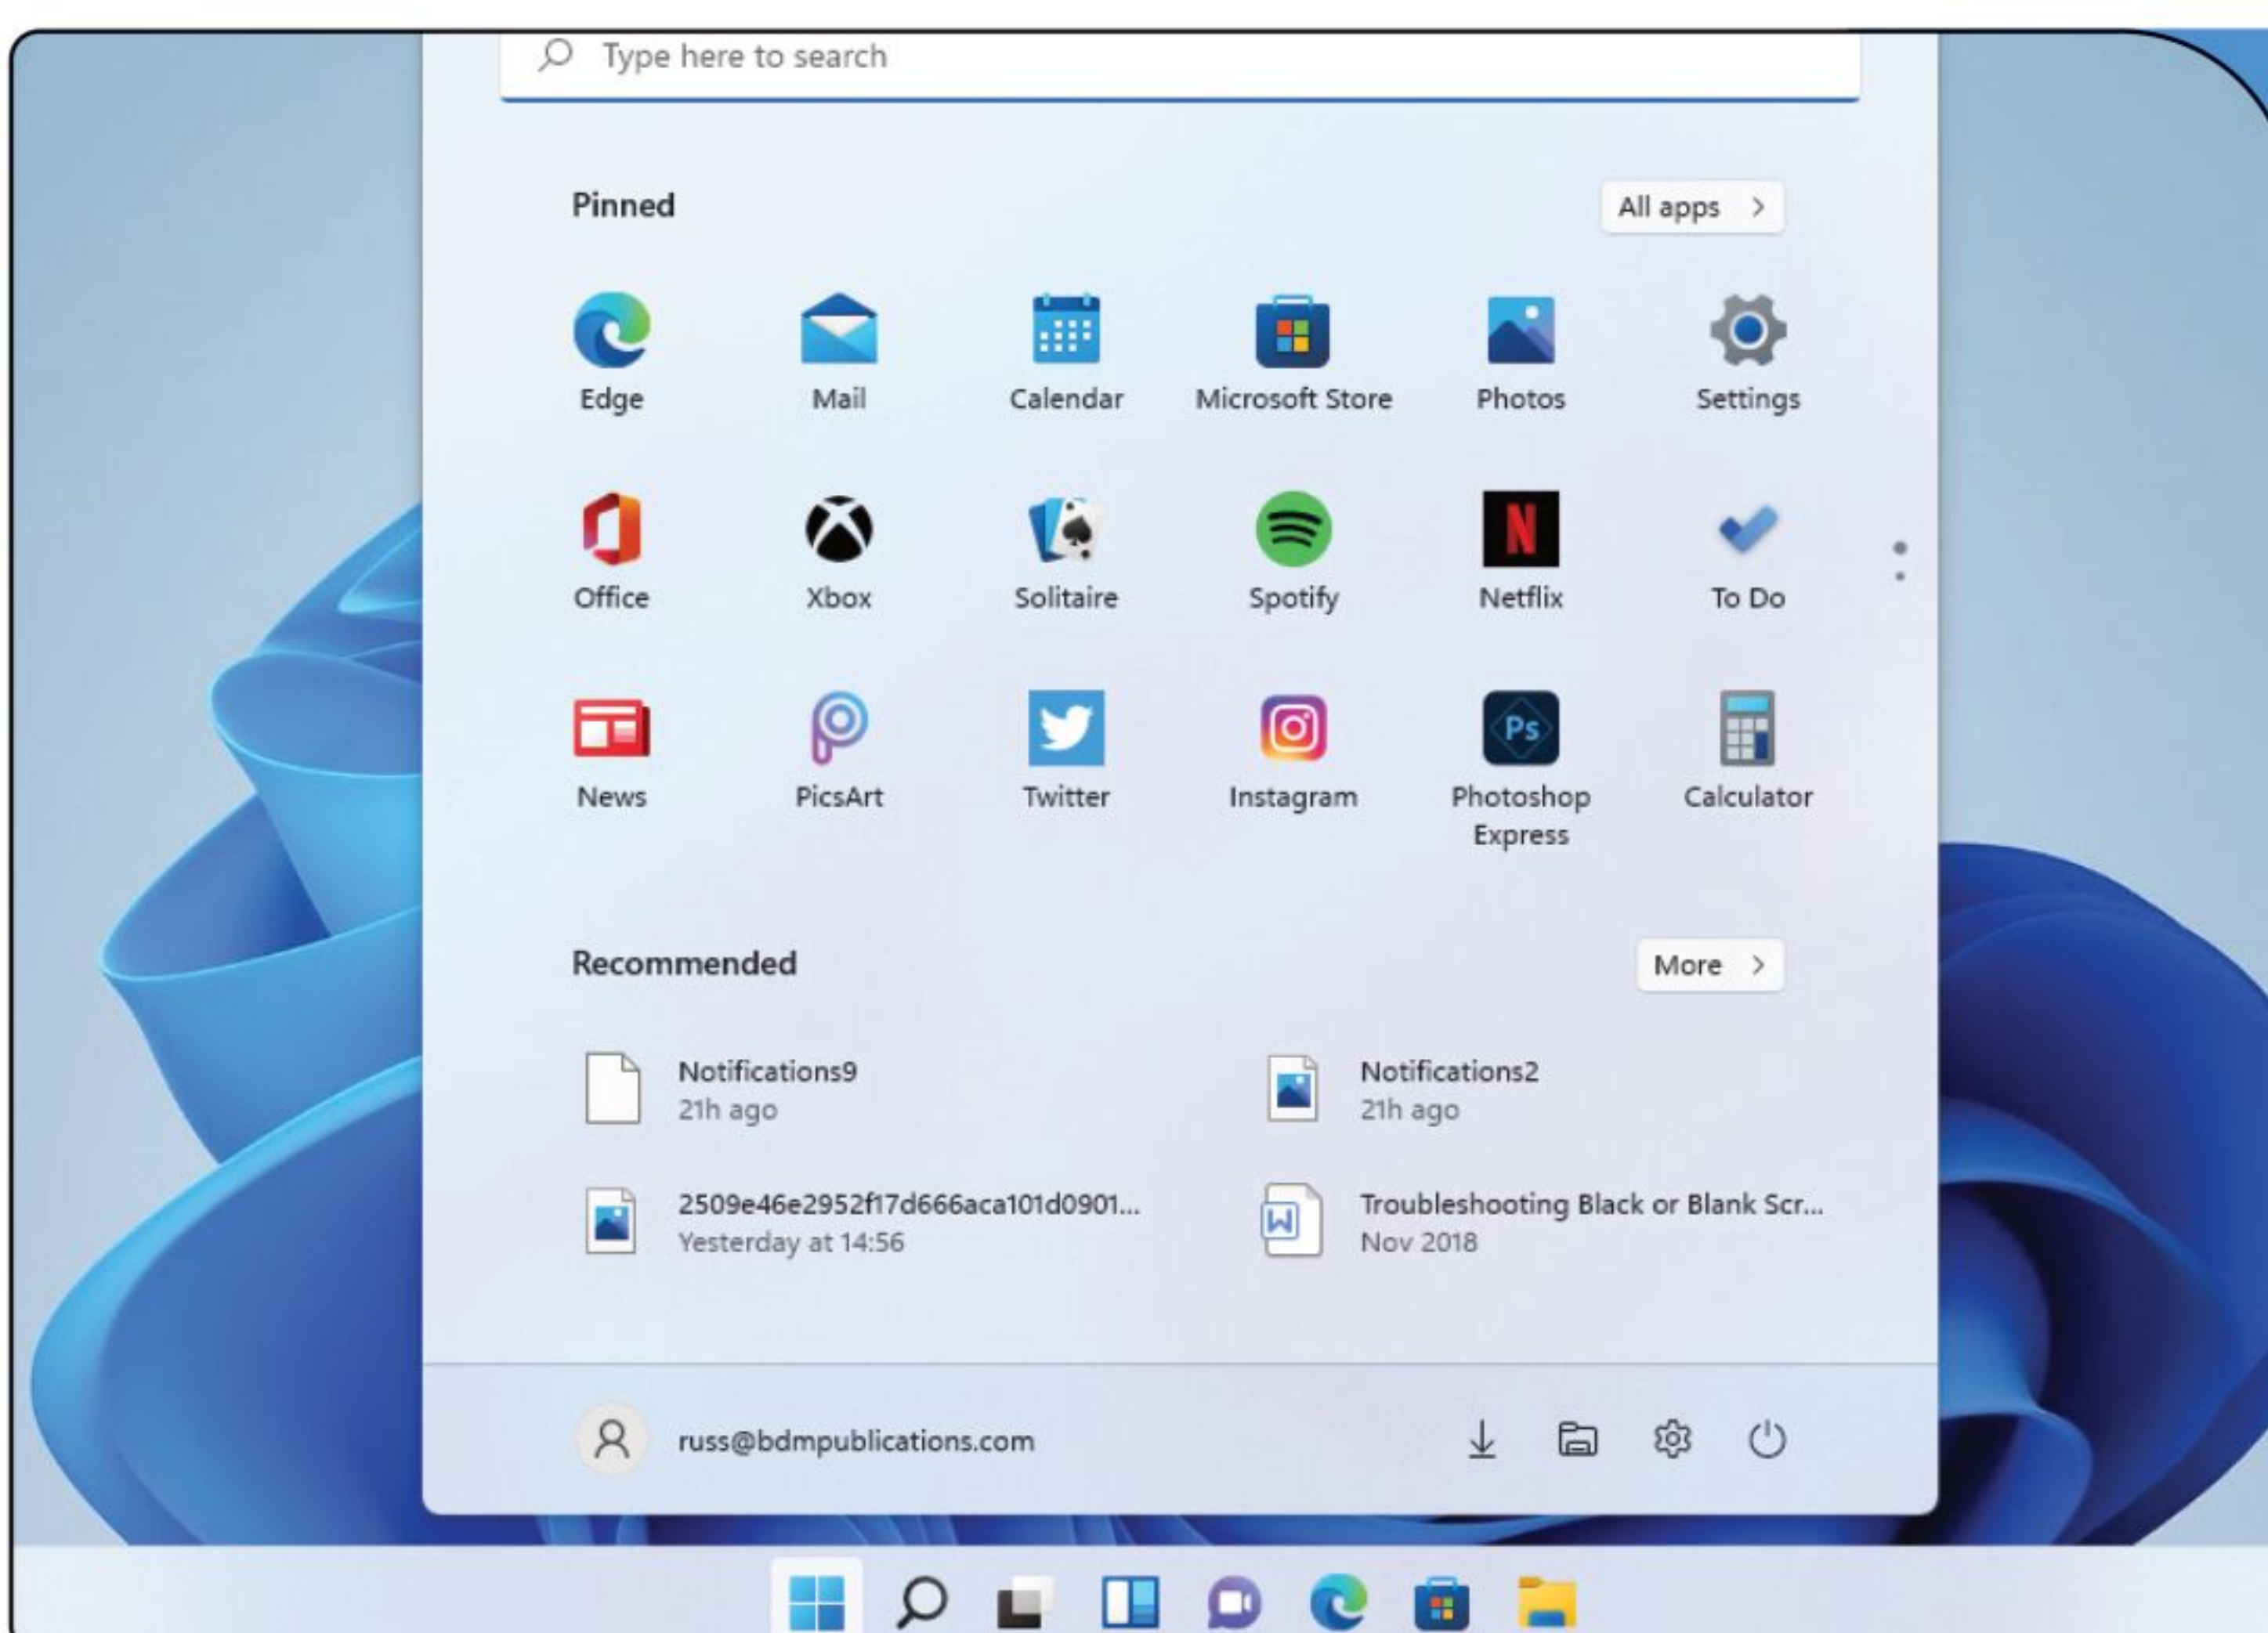 Type here to search
Pinned
All apps >
Edge
Mail
Calendar
Microsoft Store
Photos
Settings
Office
Xbox
Solitaire
Spotify
Netflix
To Do
News
PicsArt
Twitter
Instagram
Ps
Photoshop
Express
Calculator
Recommended
More >
Notifications9
21h ago
Notifications2
21h ago
2509e46e2952f17d666aca101d0901...
Yesterday at 14:56
Troubleshooting Black or Blank Scr...
Nov 2018
russ@bdmpublications.com